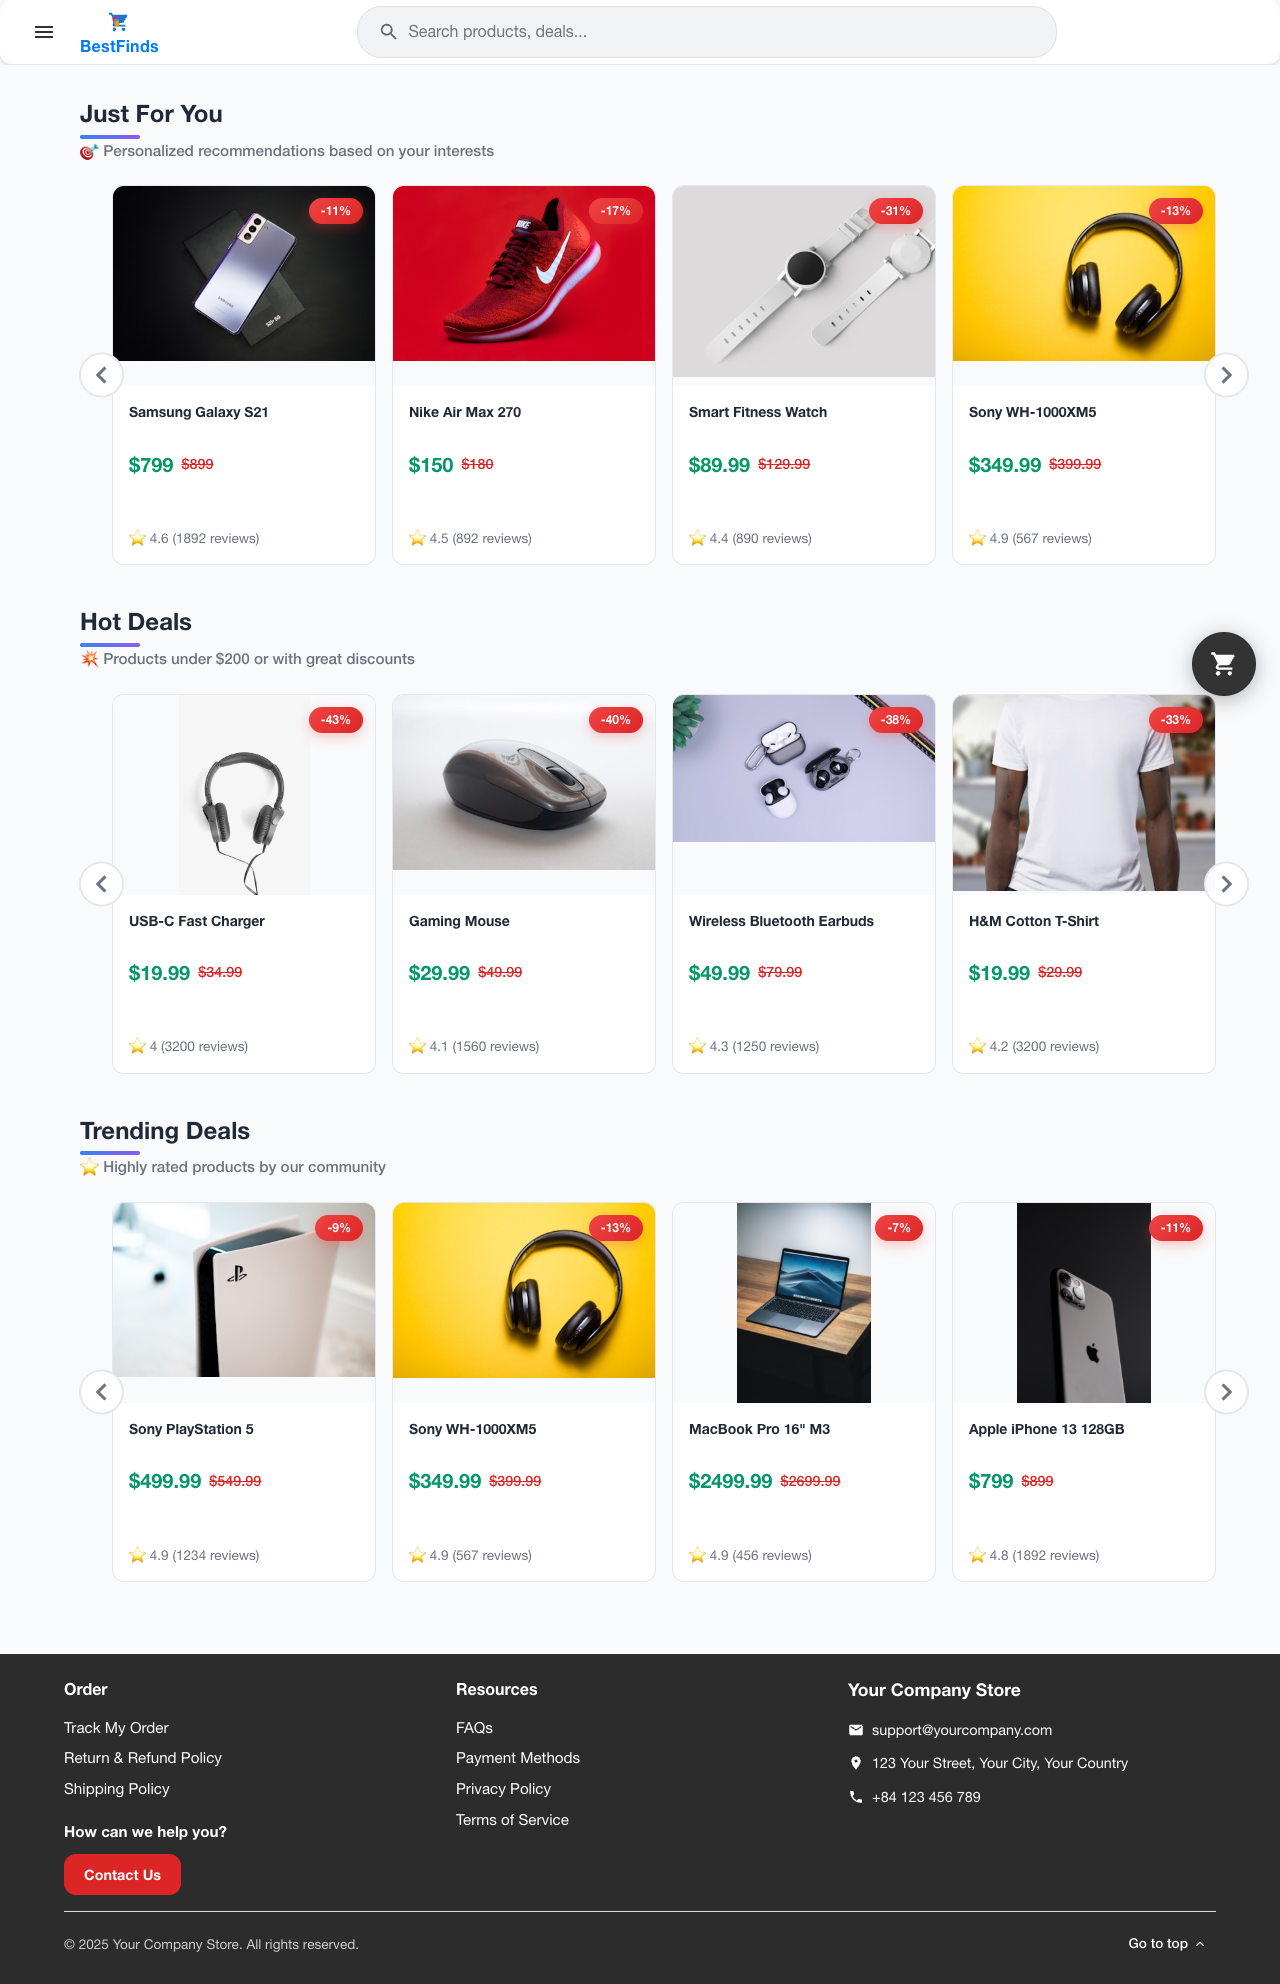 BestFinds
Search products, deals...
Just For You
🎯 Personalized recommendations based on your interests
-11%
-17%
-31%
-13%
SAMSUNG
NIKE
Samsung Galaxy S21
Nike Air Max 270
Smart Fitness Watch
Sony WH-1000XM5
$799 $899
$150 $180
$89.99 $129.99
$349.99 $399.99
⭐ 4.6 (1892 reviews)
⭐ 4.5 (892 reviews)
⭐ 4.4 (890 reviews)
⭐ 4.9 (567 reviews)
Hot Deals
💥 Products under $200 or with great discounts
-43%
-40%
-38%
-33%
USB-C Fast Charger
Gaming Mouse
Wireless Bluetooth Earbuds
H&M Cotton T-Shirt
$19.99 $34.99
$29.99 $49.99
$49.99 $79.99
$19.99 $29.99
⭐ 4 (3200 reviews)
⭐ 4.1 (1560 reviews)
⭐ 4.3 (1250 reviews)
⭐ 4.2 (3200 reviews)
Trending Deals
⭐ Highly rated products by our community
-9%
-13%
-7%
-11%
Sony PlayStation 5
Sony WH-1000XM5
MacBook Pro 16" M3
Apple iPhone 13 128GB
$499.99 $549.99
$349.99 $399.99
$2499.99 $2699.99
$799 $899
⭐ 4.9 (1234 reviews)
⭐ 4.9 (567 reviews)
⭐ 4.9 (456 reviews)
⭐ 4.8 (1892 reviews)
Order
Track My Order
Return & Refund Policy
Shipping Policy
How can we help you?
Contact Us
Resources
FAQs
Payment Methods
Privacy Policy
Terms of Service
Your Company Store
support@yourcompany.com
123 Your Street, Your City, Your Country
+84 123 456 789
© 2025 Your Company Store. All rights reserved.
Go to top